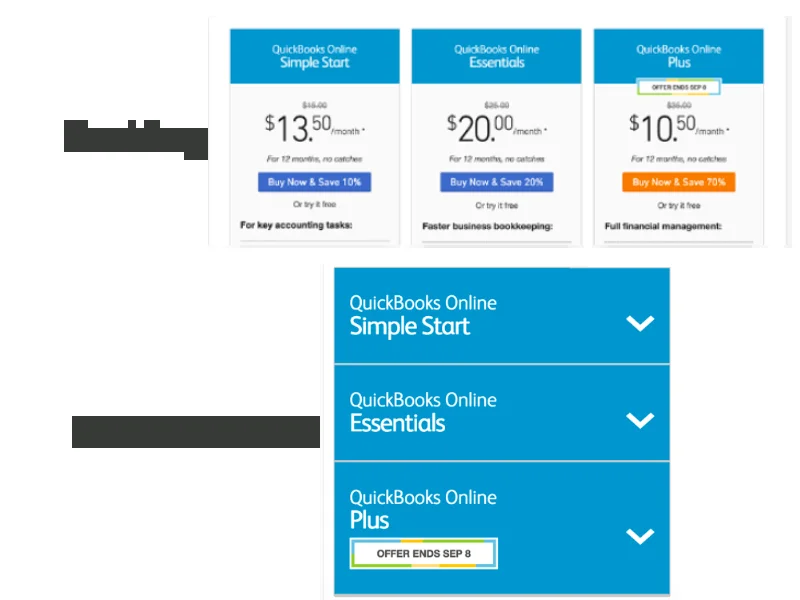 QuickBooks Online
Simple Start
$15.00
$13.50/month*
For 12 months, no catches
Buy Now & Save 10%
Or try it free
For key accounting tasks:
QuickBooks Online
Essentials
$25.00
$20.00/month*
For 12 months, no catches
Buy Now & Save 20%
Or try it free
Faster business bookkeeping:
QuickBooks Online
Plus
OFFER ENDS SEP 8
$35.00
$10.50/month*
For 12 months, no catches
Buy Now & Save 70%
Or try it free
Full financial management:
QuickBooks Online
Simple Start
QuickBooks Online
Essentials
QuickBooks Online
Plus
OFFER ENDS SEP 8